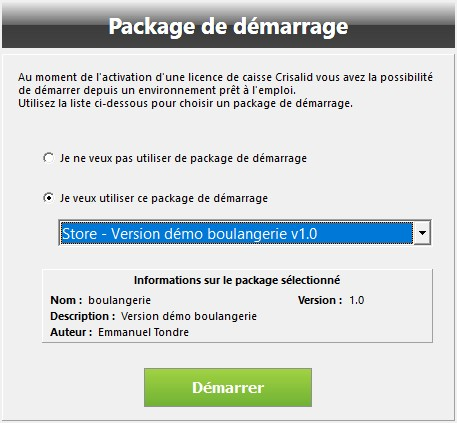 Package de démarrage
Au moment de l'activation d'une licence de caisse Crisalid vous avez la possibilité
de démarrer depuis un environnement prêt à l'emploi.
Utilisez la liste ci-dessous pour choisir un package de démarrage.
Je ne veux pas utiliser de package de démarrage
Je veux utiliser ce package de démarrage
Store - Version démo boulangerie v1.0
Informations sur le package sélectionné
Nom : boulangerie Version : 1.0
Description : Version démo boulangerie
Auteur : Emmanuel Tondre
Démarrer